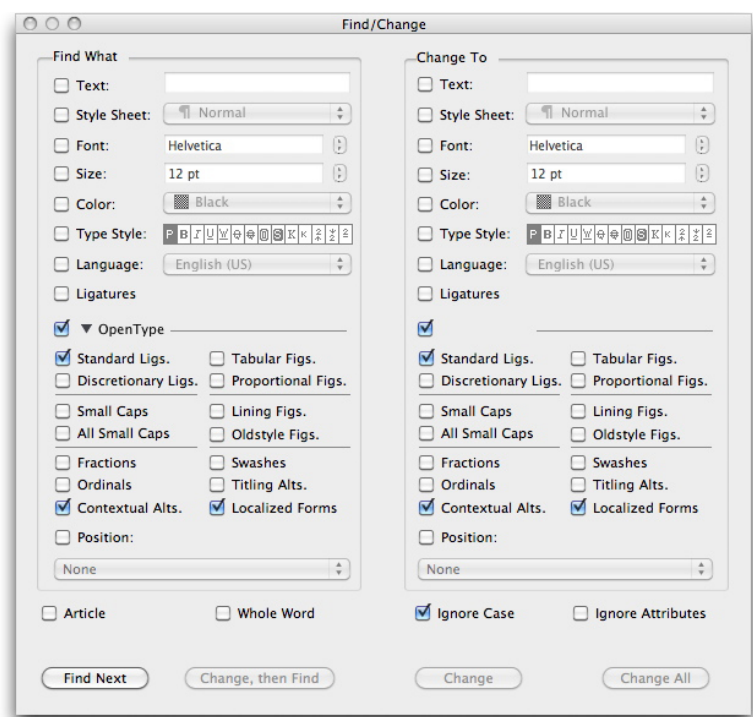 Find/Change
Find What
Text:
Style Sheet: ¶ Normal
Font: Helvetica
Size: 12 pt
Color: Black
Type Style: P B I U W
Language: English (US)
Ligatures
OpenType
Standard Ligs. Tabular Figs.
Discretionary Ligs. Proportional Figs.
Small Caps Lining Figs.
All Small Caps Oldstyle Figs.
Fractions Swashes
Ordinals Titling Alts.
Contextual Alts. Localized Forms
Position:
None
Change To
Text:
Style Sheet: ¶ Normal
Font: Helvetica
Size: 12 pt
Color: Black
Type Style: P B I U W
Language: English (US)
Ligatures
Standard Ligs. Tabular Figs.
Discretionary Ligs. Proportional Figs.
Small Caps Lining Figs.
All Small Caps Oldstyle Figs.
Fractions Swashes
Ordinals Titling Alts.
Contextual Alts. Localized Forms
Position:
None
Article Whole Word Ignore Case Ignore Attributes
Find Next Change, then Find Change Change All